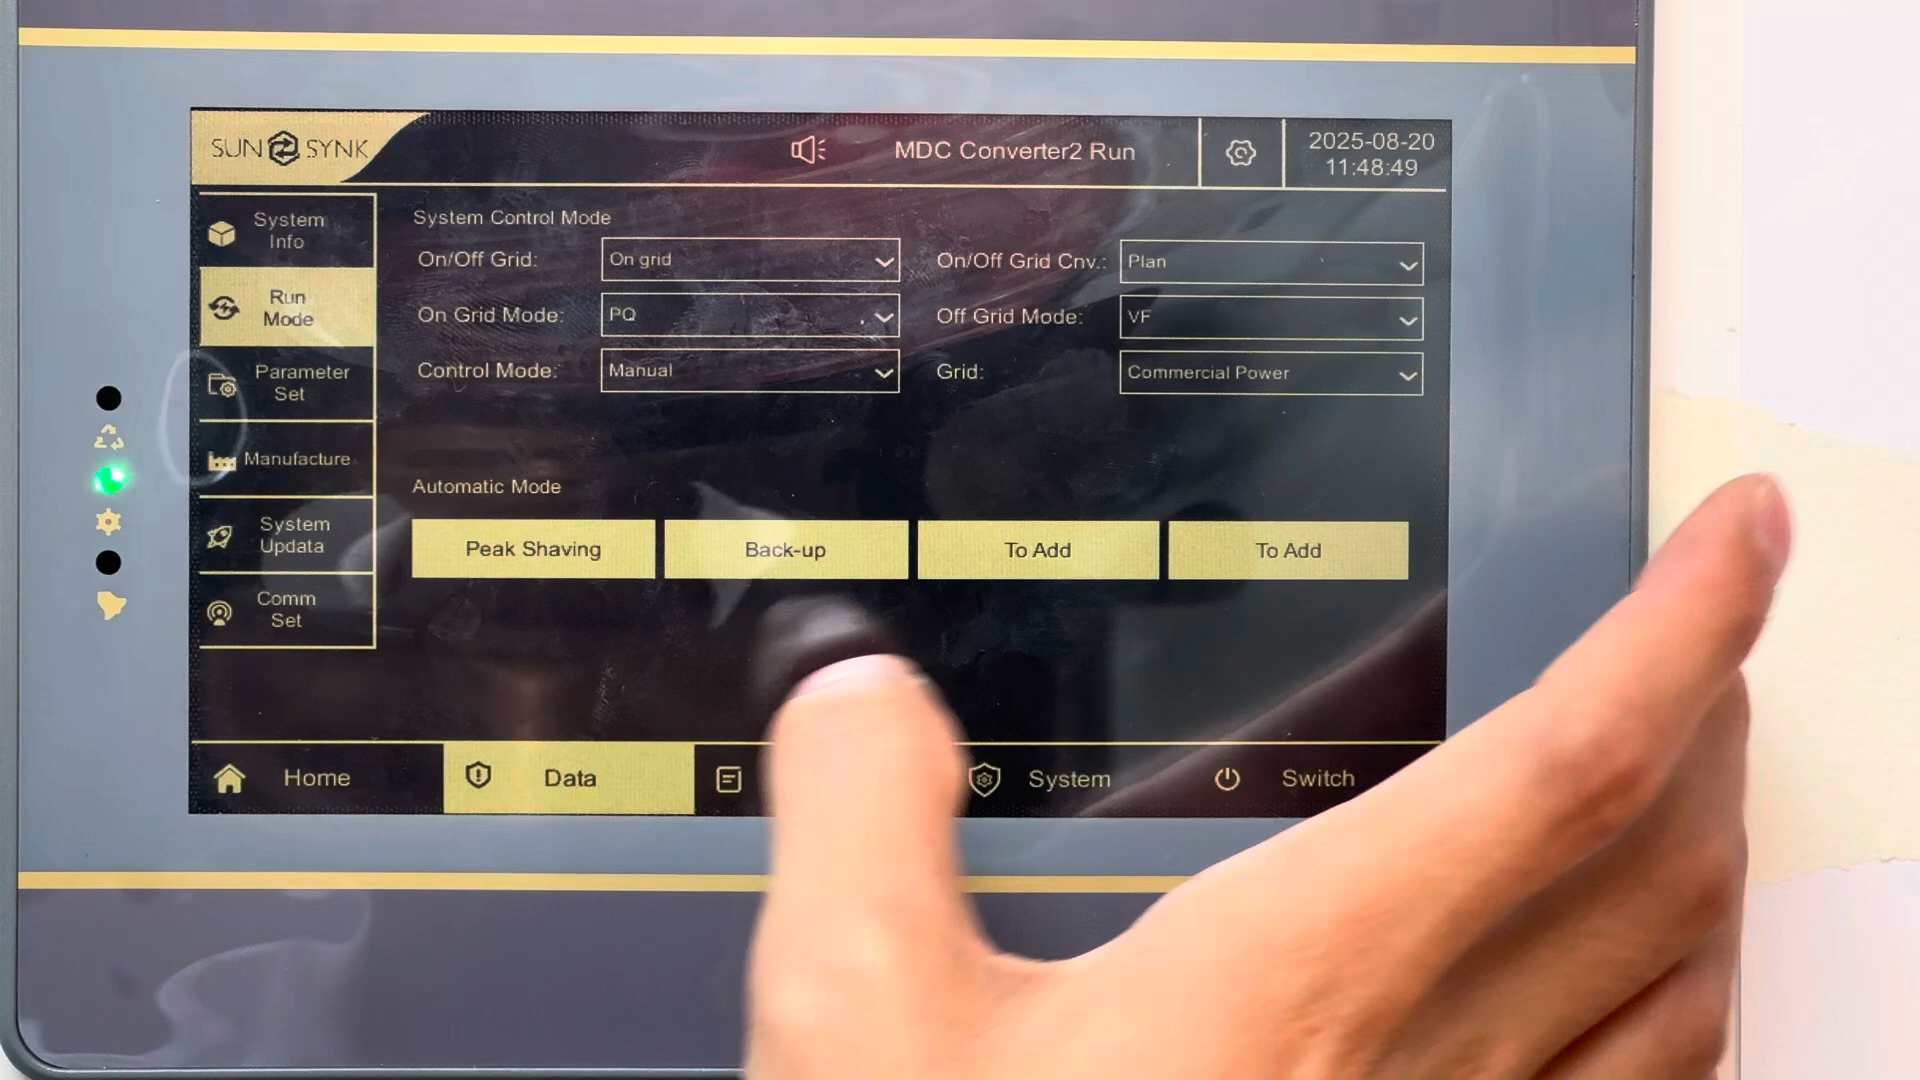 SUN SYNK
MDC Converter2 Run
2025-08-20
11:48:49
System
Info
Run
Mode
Parameter
Set
Manufacture
System
Updata
Comm
Set
System Control Mode
On/Off Grid: On grid
On/Off Grid Cnv.: Plan
On Grid Mode: PQ
Off Grid Mode: VF
Control Mode: Manual
Grid: Commercial Power
Automatic Mode
Peak Shaving
Back-up
To Add
To Add
Home
Data
System
Switch